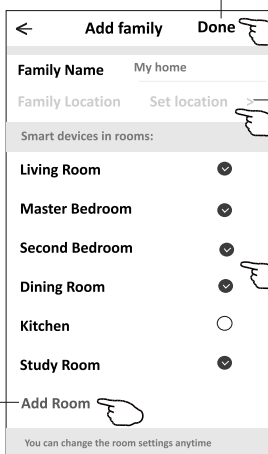 Add family Done
Family Name My home
Family Location Set location >
Smart devices in rooms:
Living Room
Master Bedroom
Second Bedroom
Dining Room
Kitchen
Study Room
Add Room
You can change the room settings anytime